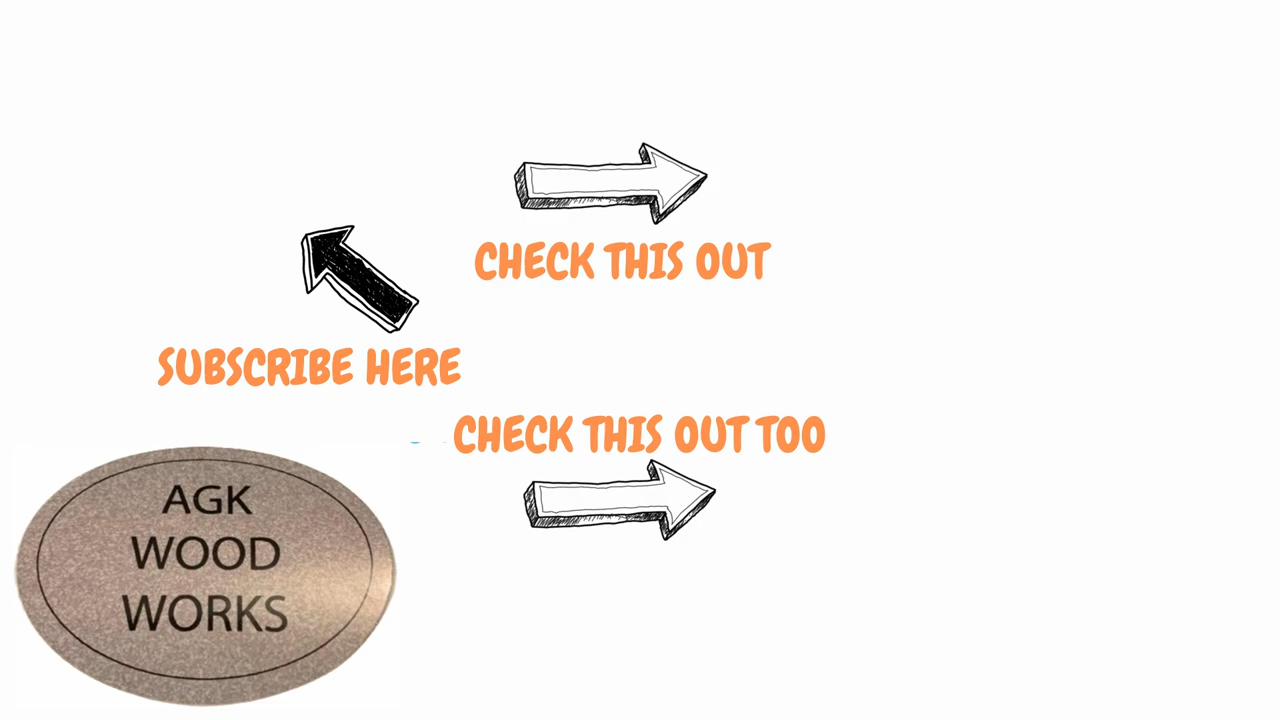 CHECK THIS OUT
SUBSCRIBE HERE
CHECK THIS OUT TOO
AGK
WOOD
WORKS